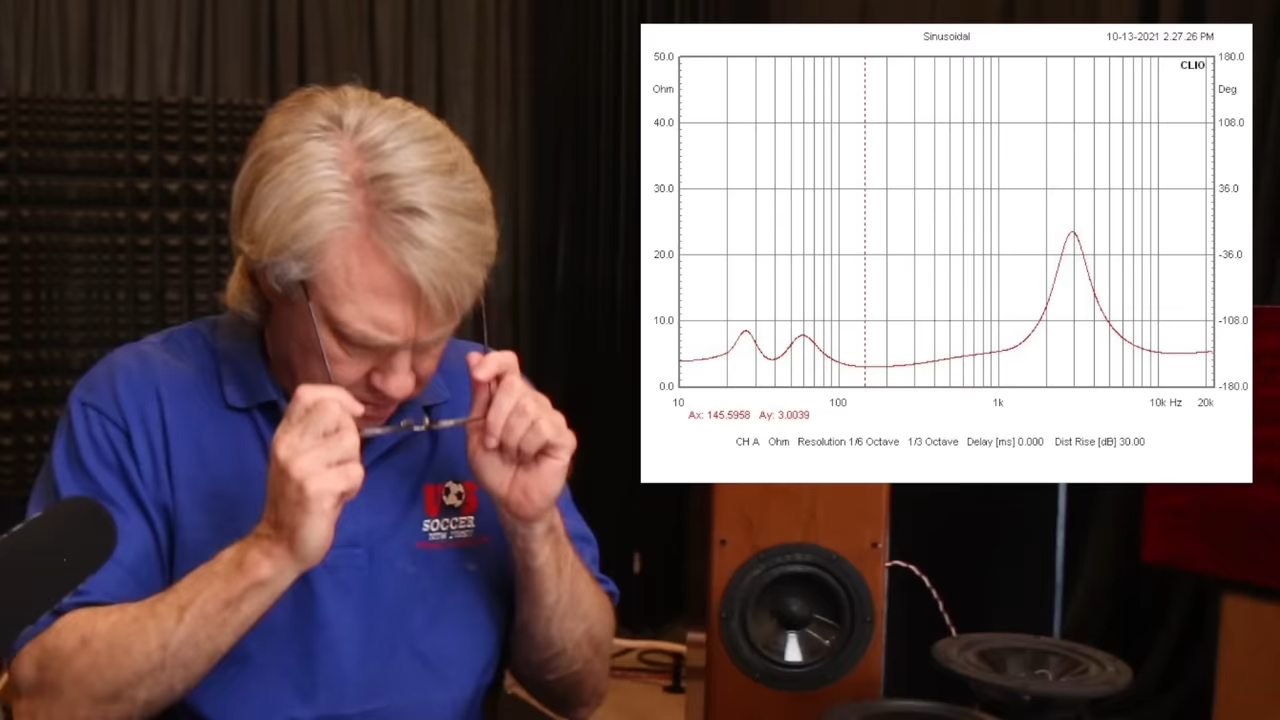 Sinusoidal 10-13-2021 2.27.26 PM
50.0 180.0
CLIO
Ohm Deg
40.0 108.0
30.0 36.0
20.0 -36.0
10.0 -108.0
0.0 -180.0
10 100 1k 10k Hz 20k
Ax: 145.5958 Ay: 3.0039
CH A Ohm Resolution 1/6 Octave 1/3 Octave Delay [ms] 0.000 Dist Rise [dB] 30.00
U S
SOCCER
NEW JERSEY